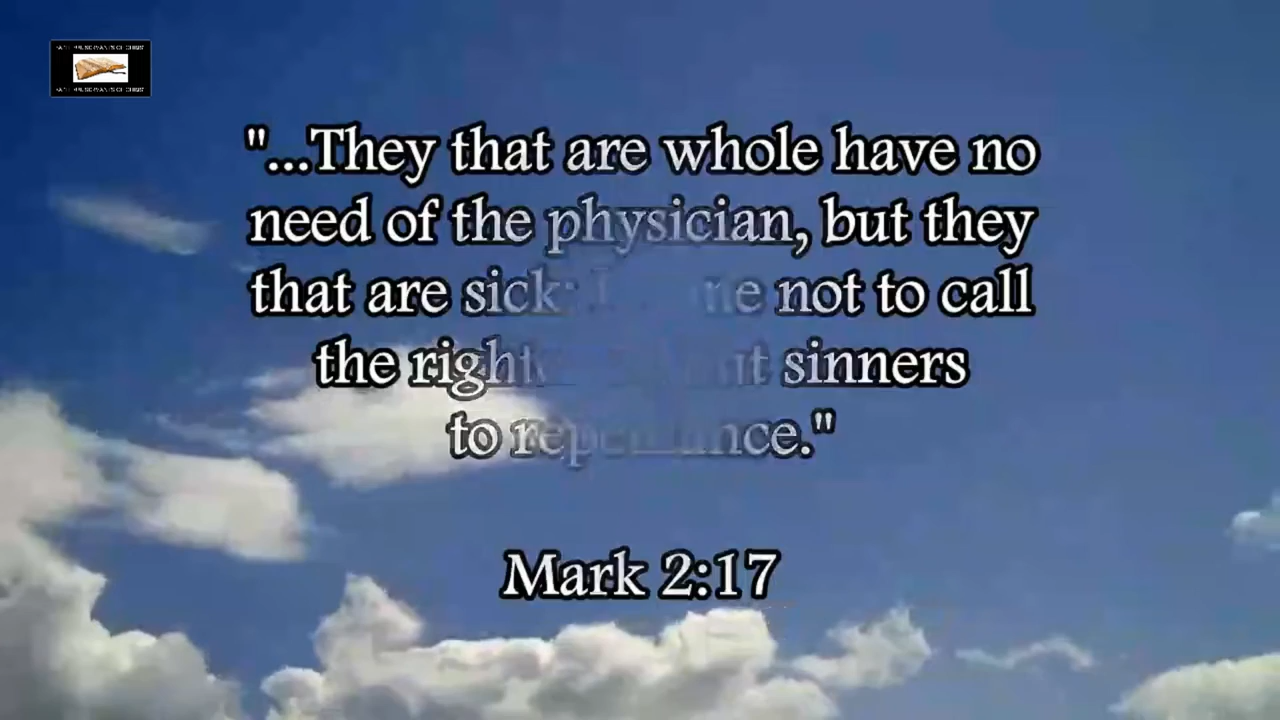 "...They that are whole have no
need of the physician, but they
that are sick: I not to call
the sinners
to repentance."
Mark 2:17